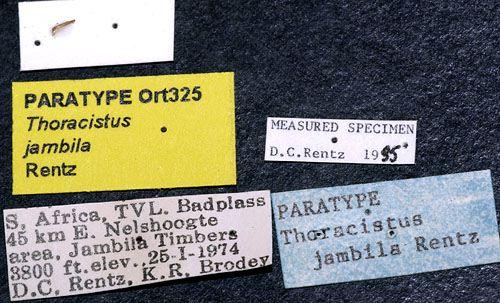 PARATYPE Ort325
Thoracistus
jambila
Rentz
MEASURED SPECIMEN
D.C.Rentz 1985
S. Africa, TVL. Badplass
45 km E. Nelshoogte
area, Jambila Timbers
3800 ft.elev. 25-I-1974
D.C. Rentz, K.R. Brodey
PARATYPE
Thoracistus
jambila Rentz